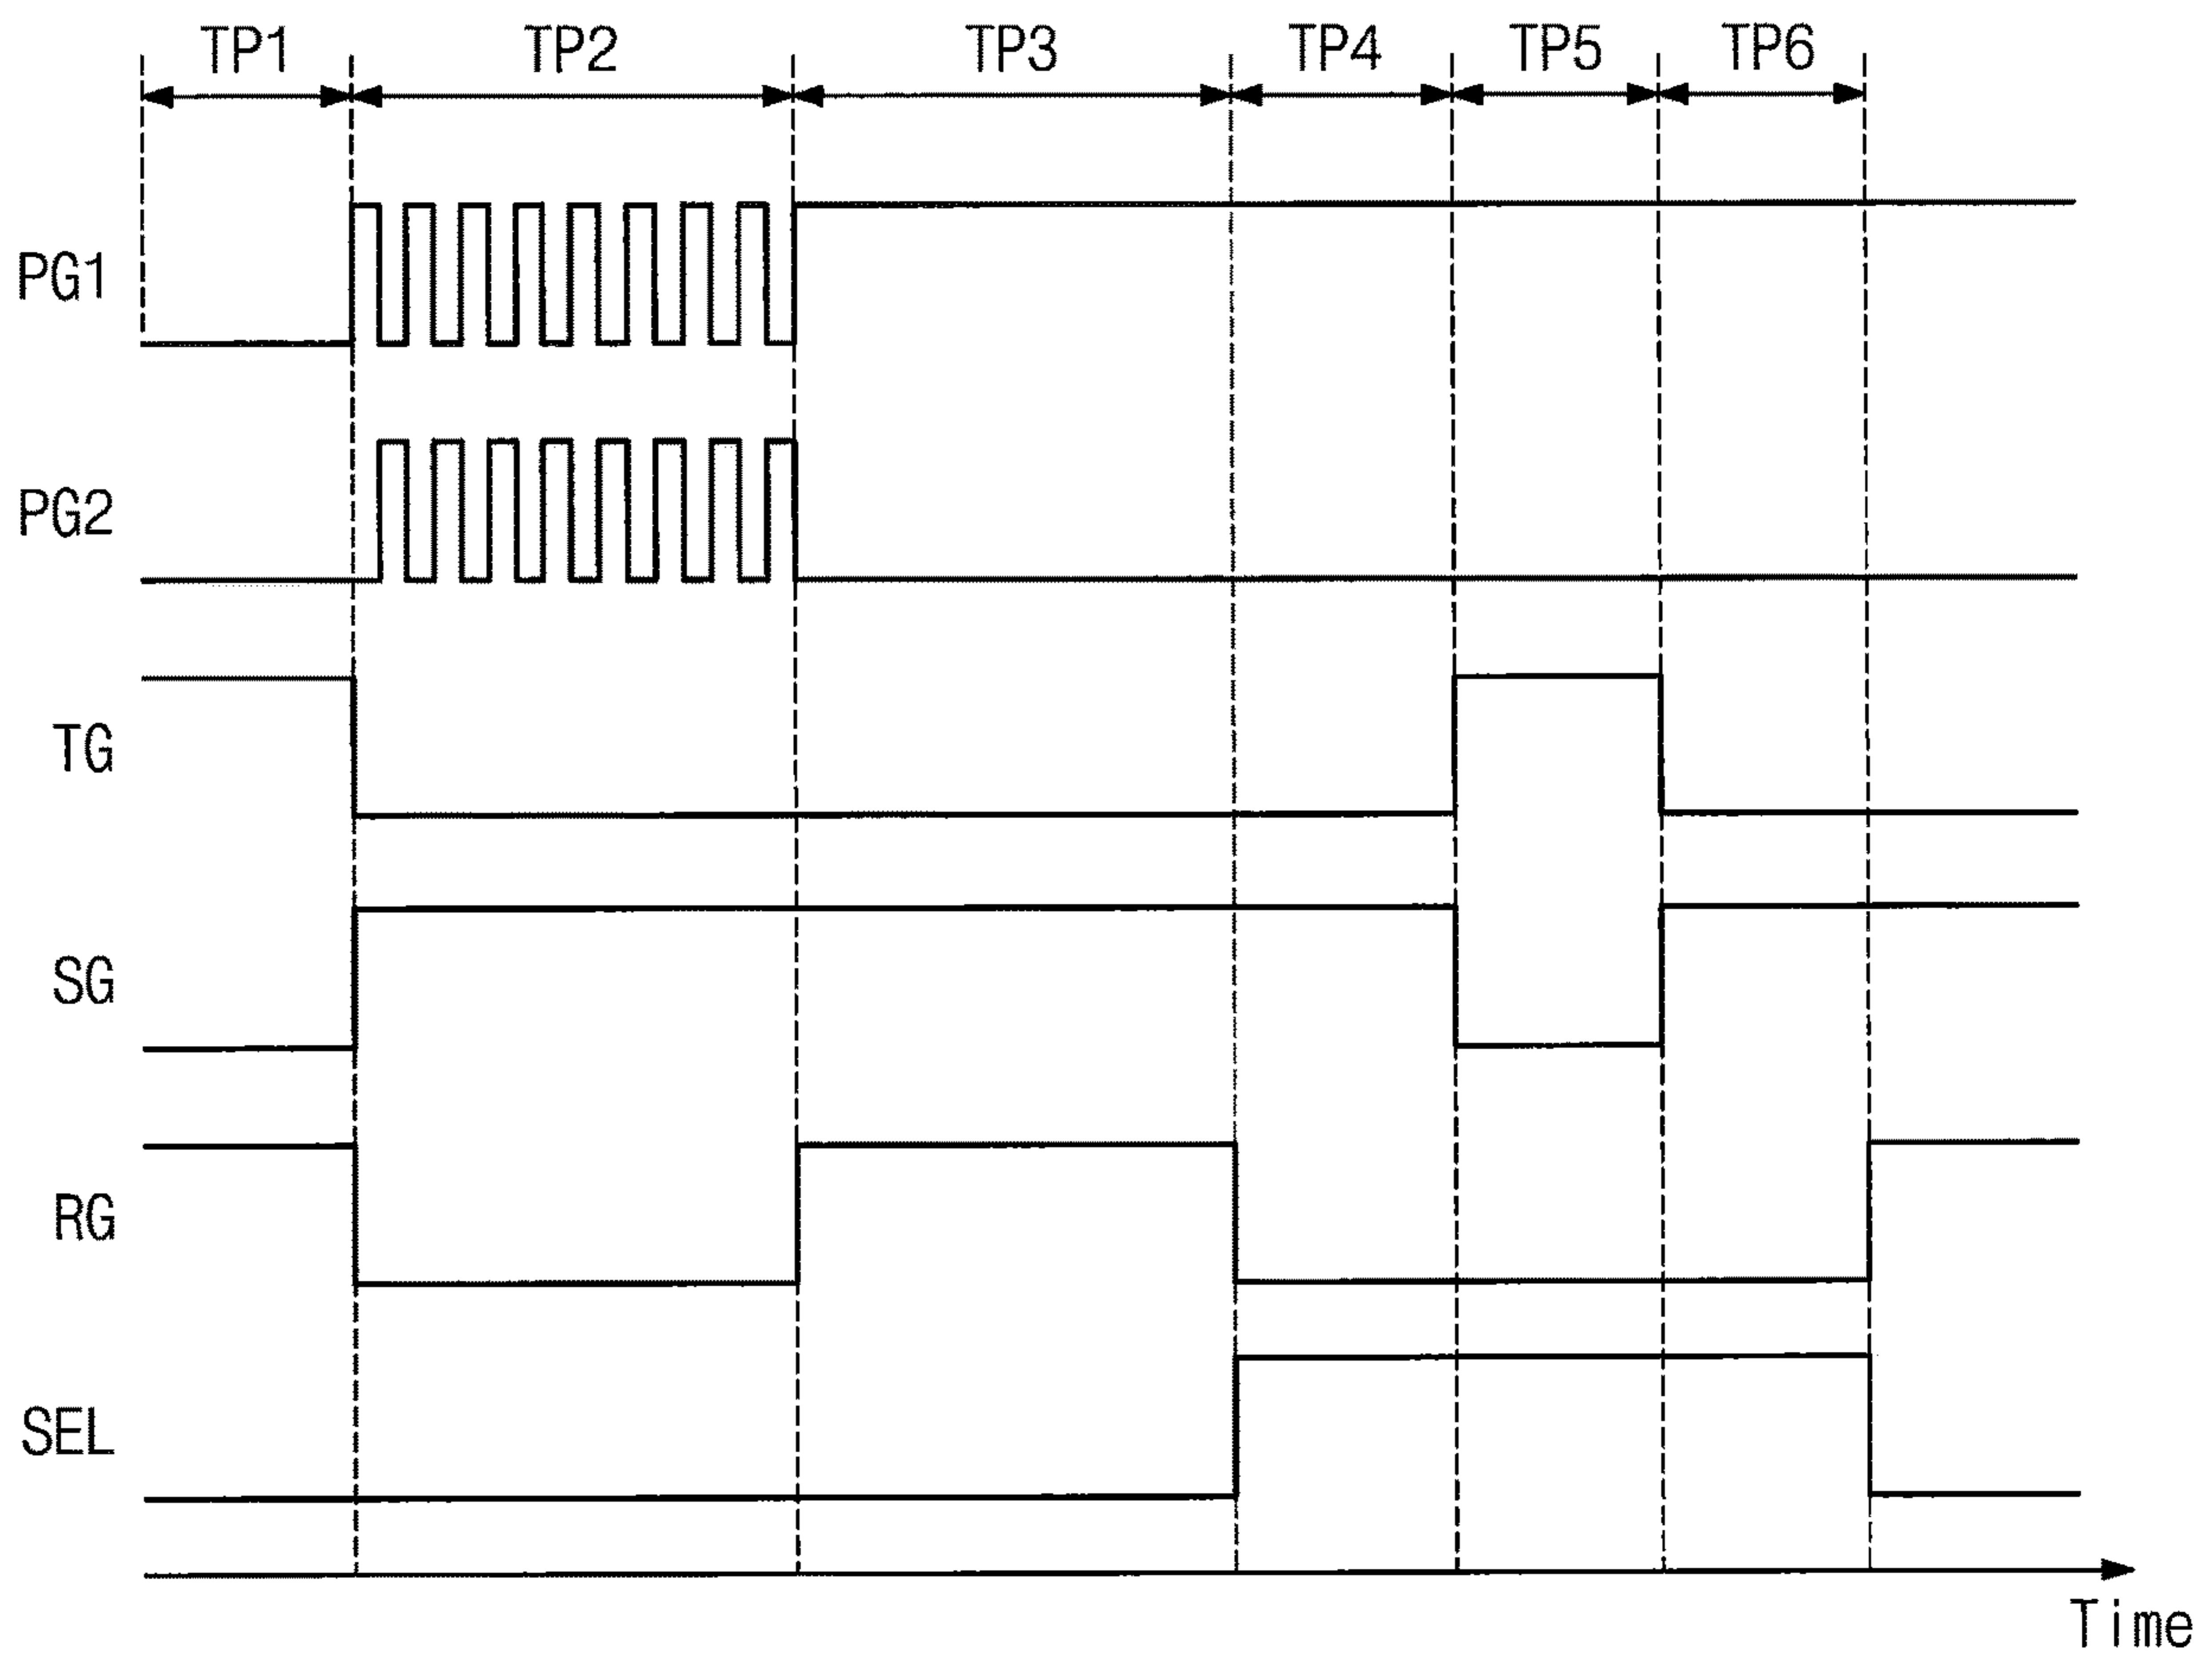 TP1 TP2 TP3 TP4 TP5 TP6
PG1
PG2
TG
SG
RG
SEL
Time